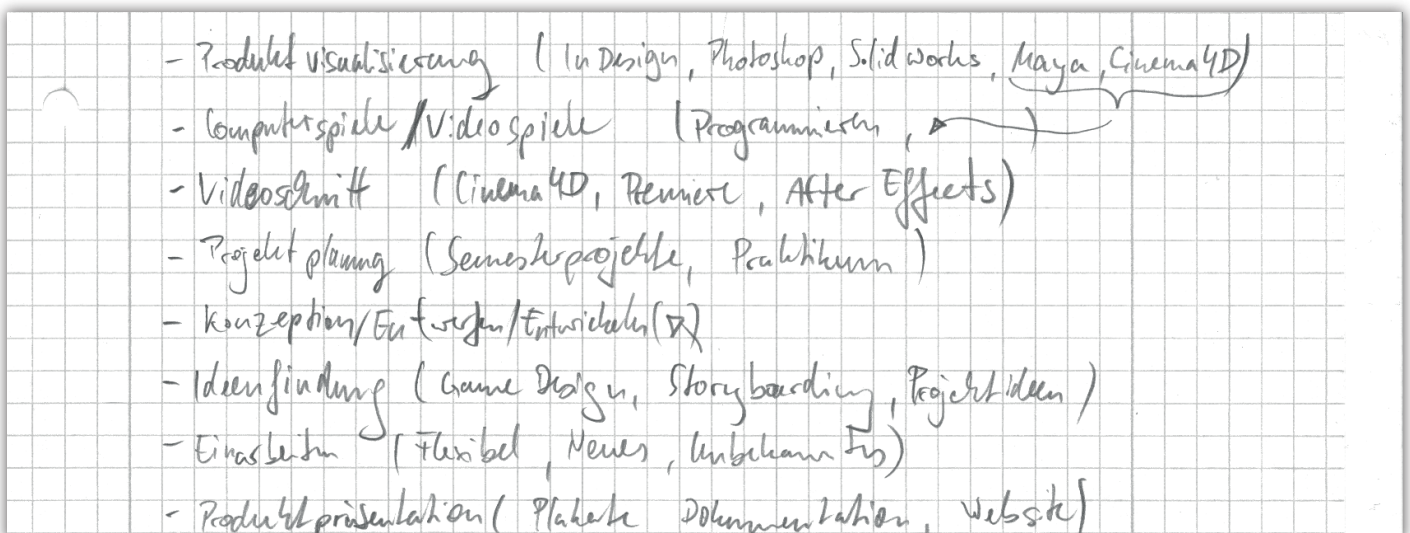 - Produktvisualisierung (InDesign, Photoshop, Solidworks, Maya, Cinema4D)
- Computerspiele/Videospiele (Programmieren, )
- Videoschnitt (Cinema4D, Premiere, After Effects)
- Projektplanung (Semesterprojekte, Praktikum)
- Konzeption/Entwerfen/Entwickeln()
- Ideenfindung (Game Design, Storyboarding, Projektideen)
- Einarbeiten (Flexibel, Neues, Unbekanntes)
- Produktpräsentation (Plakate Dokumentation, Website)